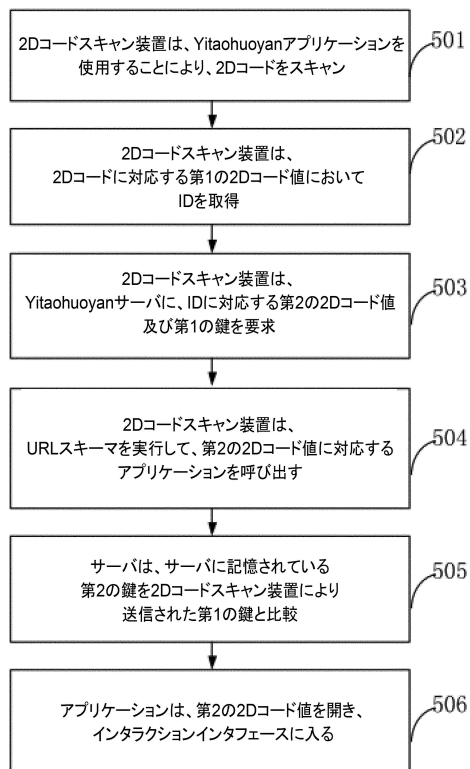 2Dコードスキャン装置は、Yitaohuoyanアプリケーションを
使用することにより、2Dコードをスキャン
501
2Dコードスキャン装置は、
2Dコードに対応する第1の2Dコード値において
IDを取得
502
2Dコードスキャン装置は、
Yitaohuoyanサーバに、IDに対応する第2の2Dコード値
及び第1の鍵を要求
503
2Dコードスキャン装置は、
URLスキーマを実行して、第2の2Dコード値に対応する
アプリケーションを呼び出す
504
サーバは、サーバに記憶されている
第2の鍵を2Dコードスキャン装置により
送信された第1の鍵と比較
505
アプリケーションは、第2の2Dコード値を開き、
インタラクションインタフェースに入る
506